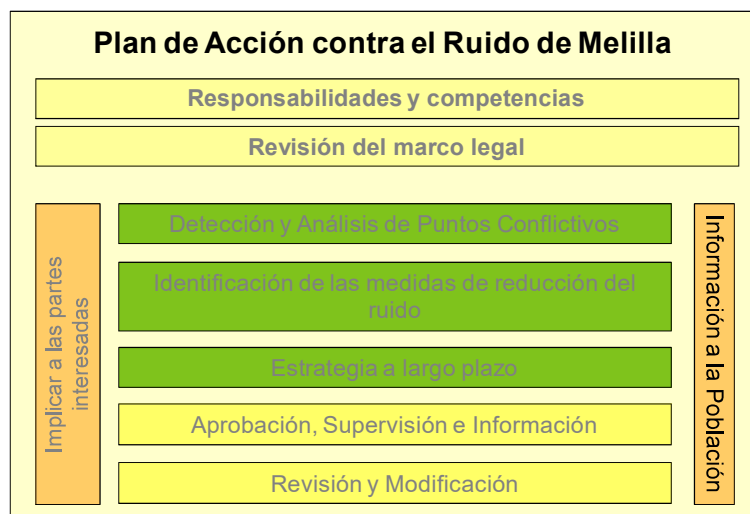 Plan de Acción contra el Ruido de Melilla
Responsabilidades y competencias
Revisión del marco legal
Implicar a las partes
interesadas
Detección y Análisis de Puntos Conflictivos
Identificación de las medidas de reducción del
ruido
Estrategia a largo plazo
Aprobación, Supervisión e Información
Revisión y Modificación
Información a la Población